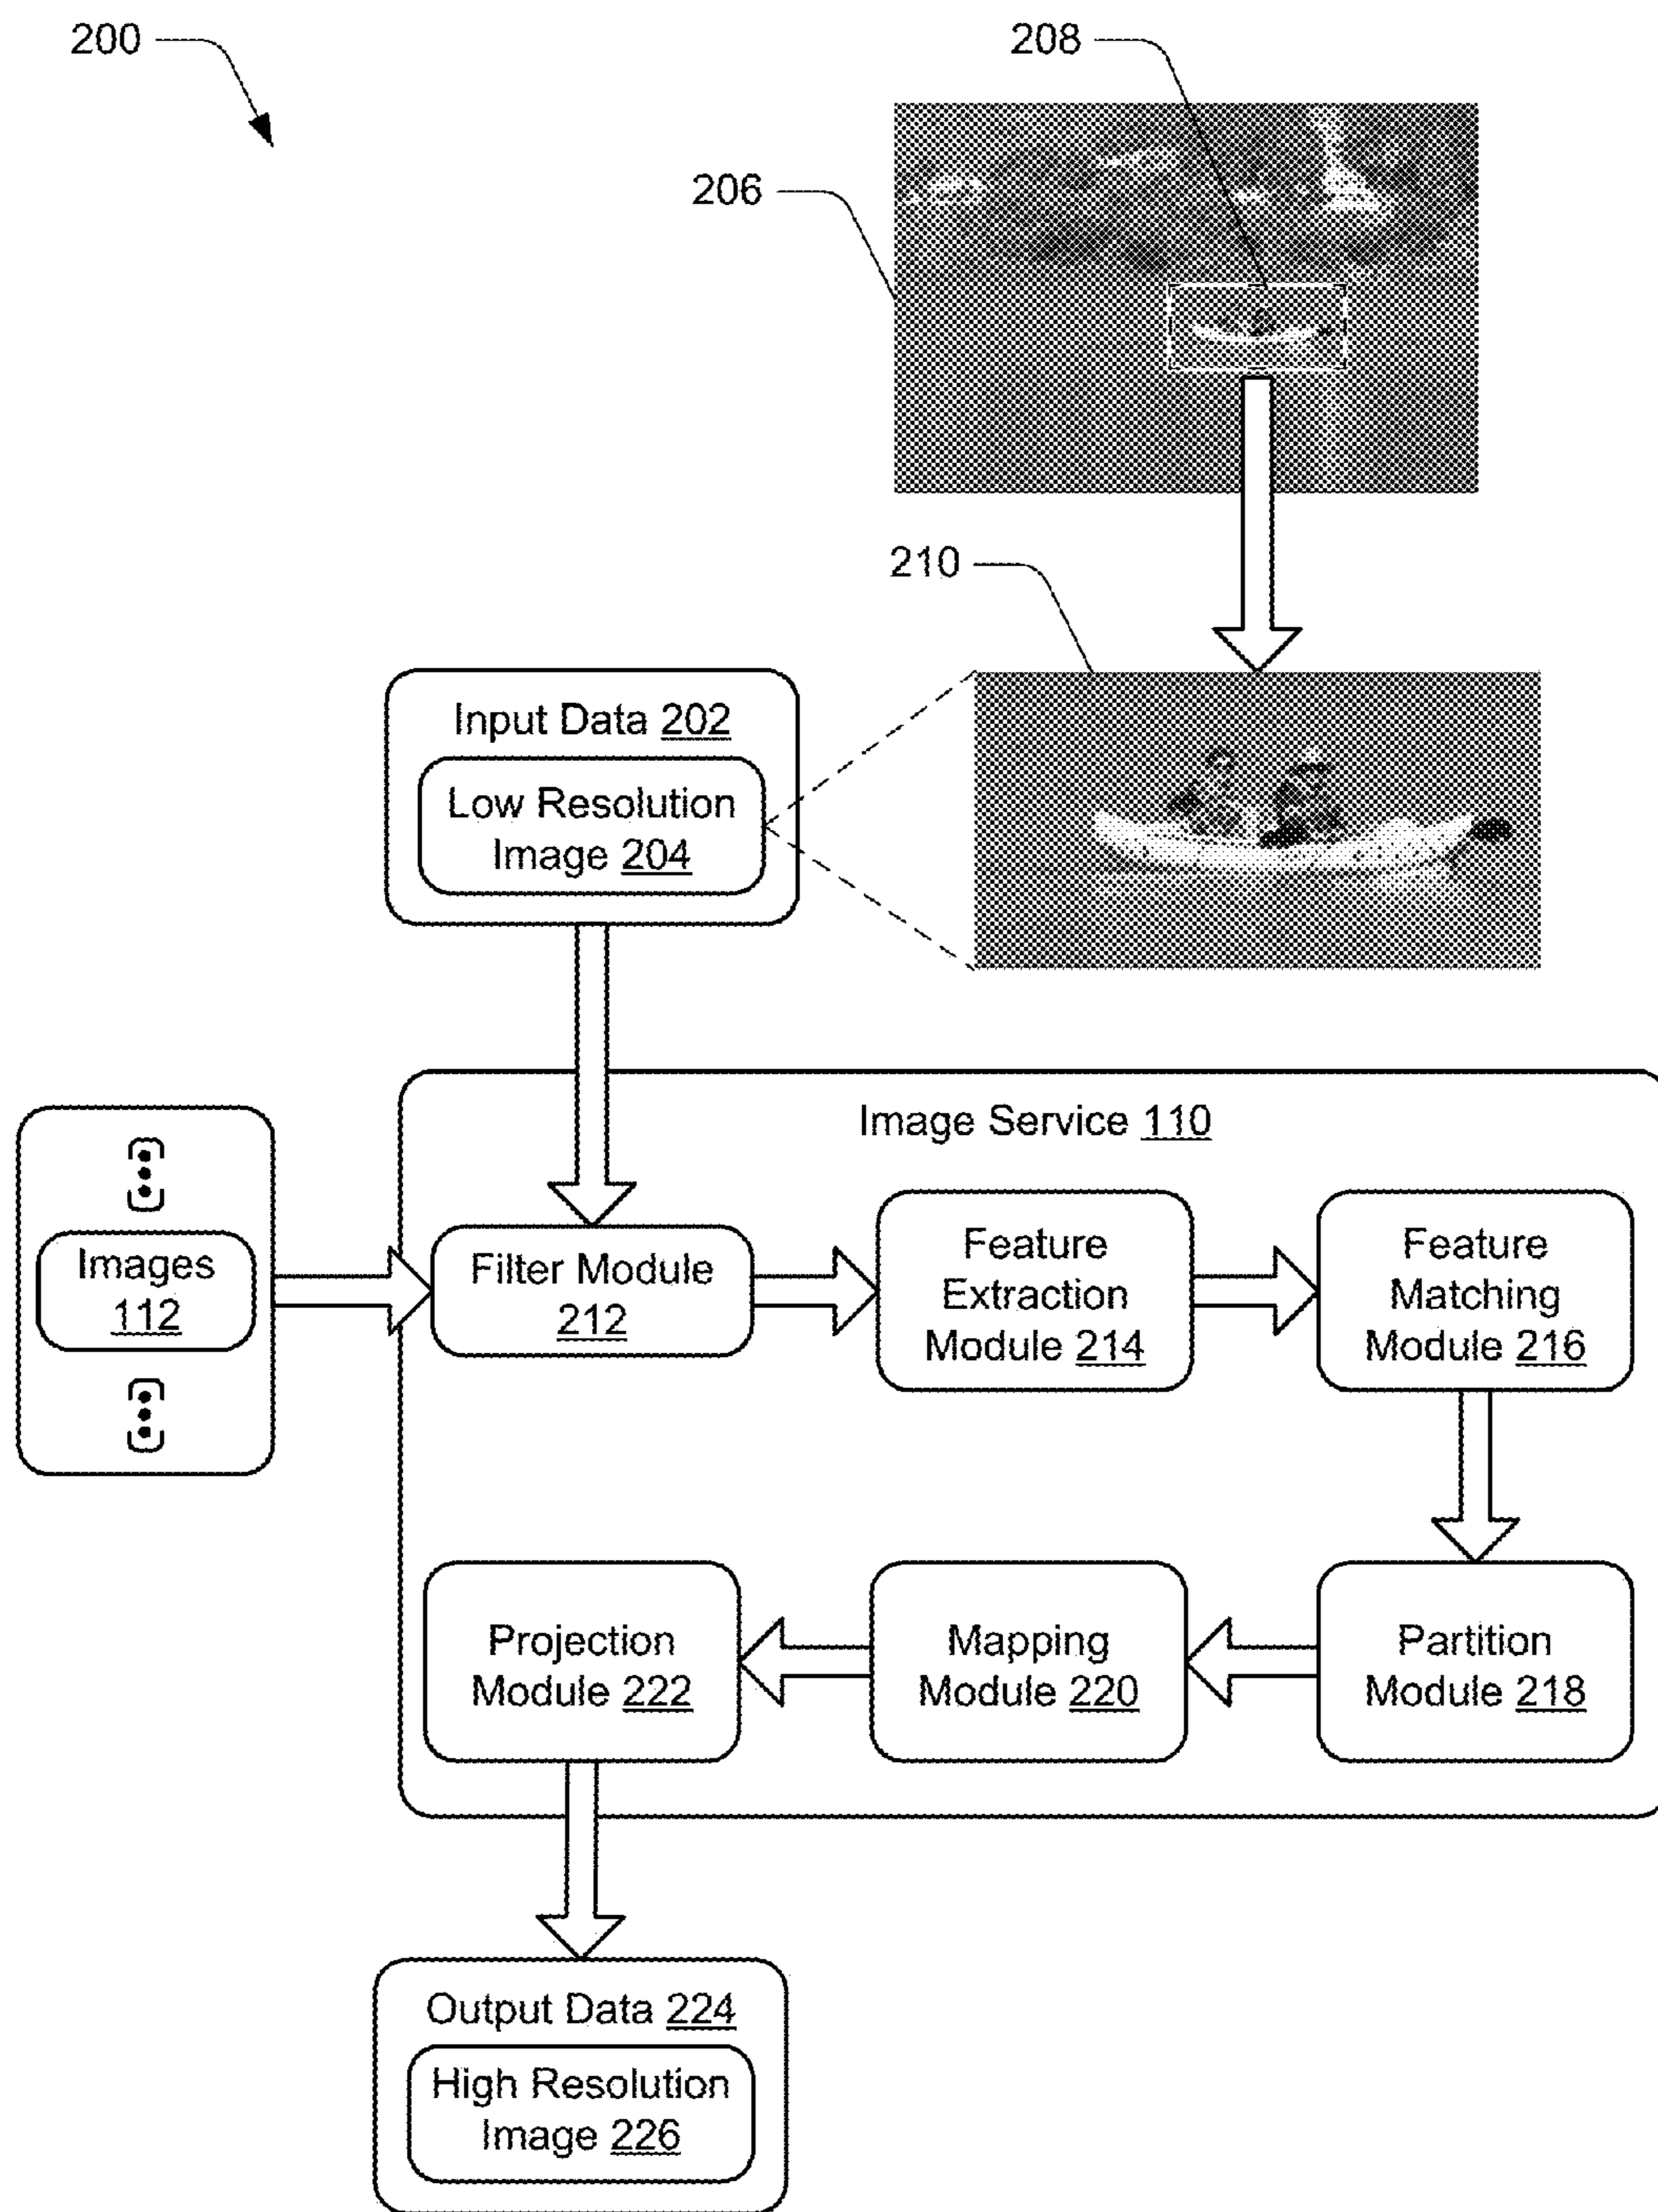 200
208
206
210
Input Data 202
Low Resolution
Image 204
Image Service 110
Images
112
Filter Module
212
Feature
Extraction
Module 214
Feature
Matching
Module 216
Projection
Module 222
Mapping
Module 220
Partition
Module 218
Output Data 224
High Resolution
Image 226